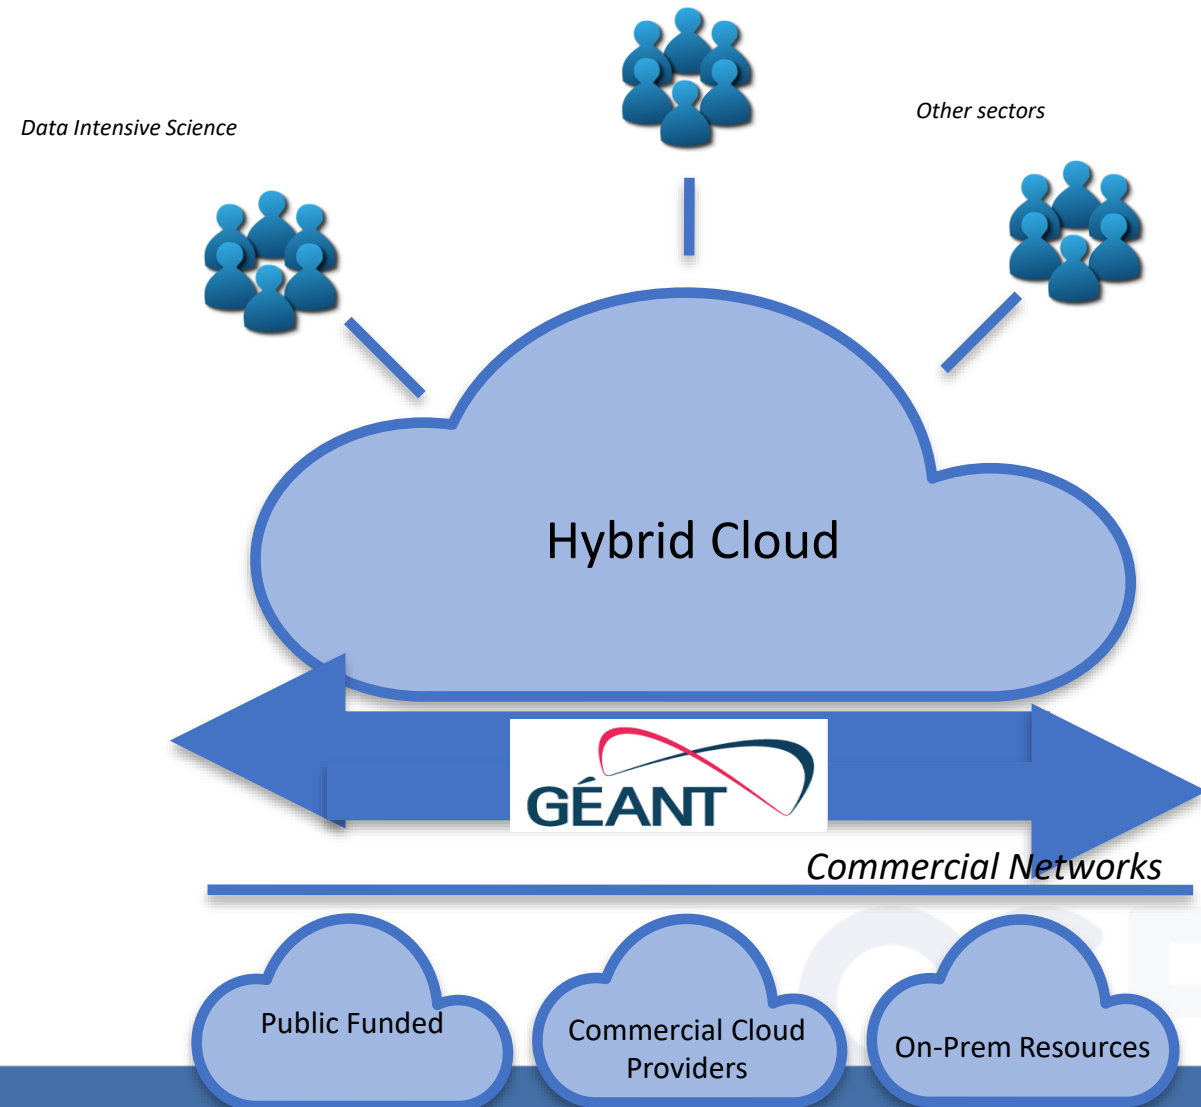 Data Intensive Science
Other sectors
Hybrid Cloud
GÉANT
Commercial Networks
Public Funded
Commercial Cloud
Providers
On-Prem Resources